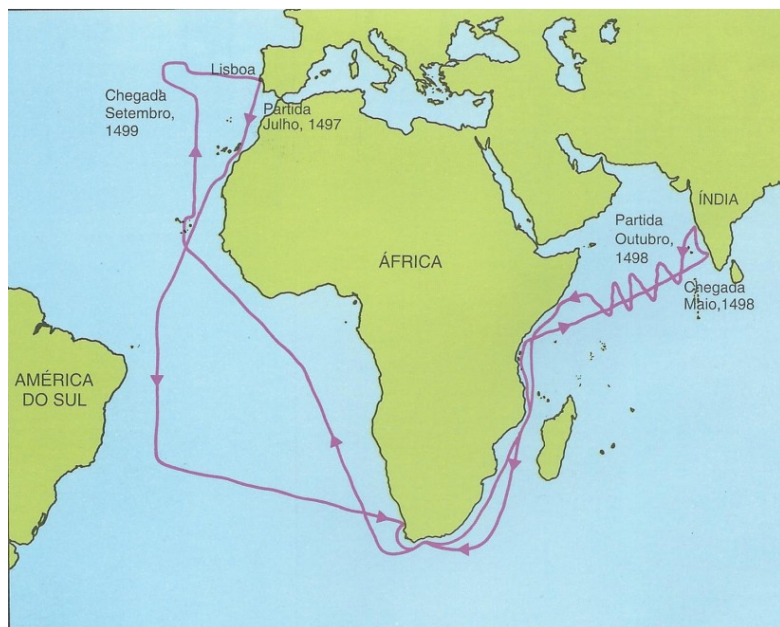 Lisboa
Chegada
Setembro,
1499
Partida
Julho, 1497
ÍNDIA
Partida
Outubro,
1498
ÁFRICA
Chegada
Maio,1498
AMÉRICA
DO SUL